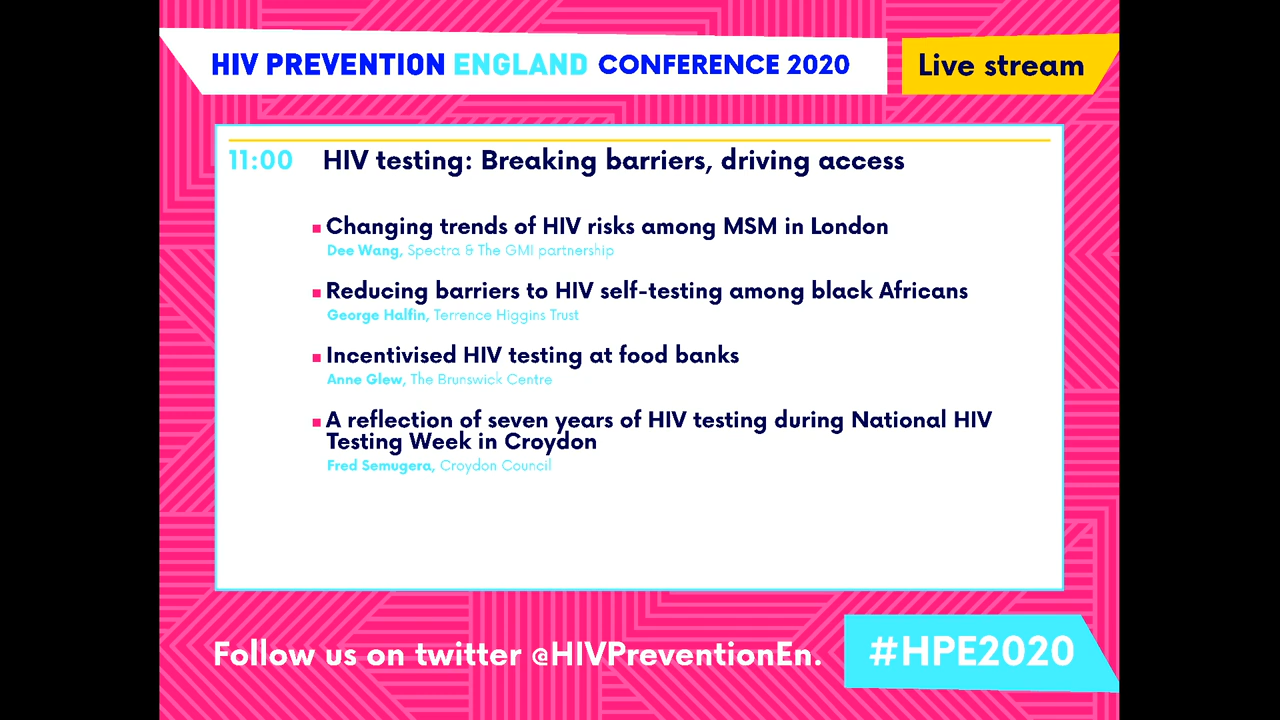 HIV PREVENTION ENGLAND CONFERENCE 2020
Live stream
11:00 HIV testing: Breaking barriers, driving access
Changing trends of HIV risks among MSM in London
Dee Wang, Spectra & The GMI partnership
Reducing barriers to HIV self-testing among black Africans
George Halfin, Terrence Higgins Trust
Incentivised HIV testing at food banks
Anne Glew, The Brunswick Centre
A reflection of seven years of HIV testing during National HIV
Testing Week in Croydon
Fred Semugera, Croydon Council
Follow us on twitter @HIVPreventionEn.
#HPE2020